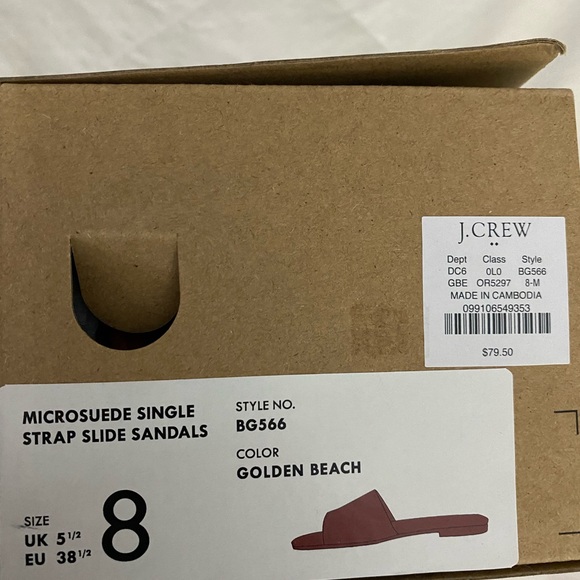 J.CREW
Dept Class Style
DC6 0L0 BG566
GBE OR5297 8-M
MADE IN CAMBODIA
099106549353
$79.50
MICROSUEDE SINGLE
STRAP SLIDE SANDALS
STYLE NO.
BG566
COLOR
GOLDEN BEACH
SIZE
8
UK 5 1/2
EU 38 1/2